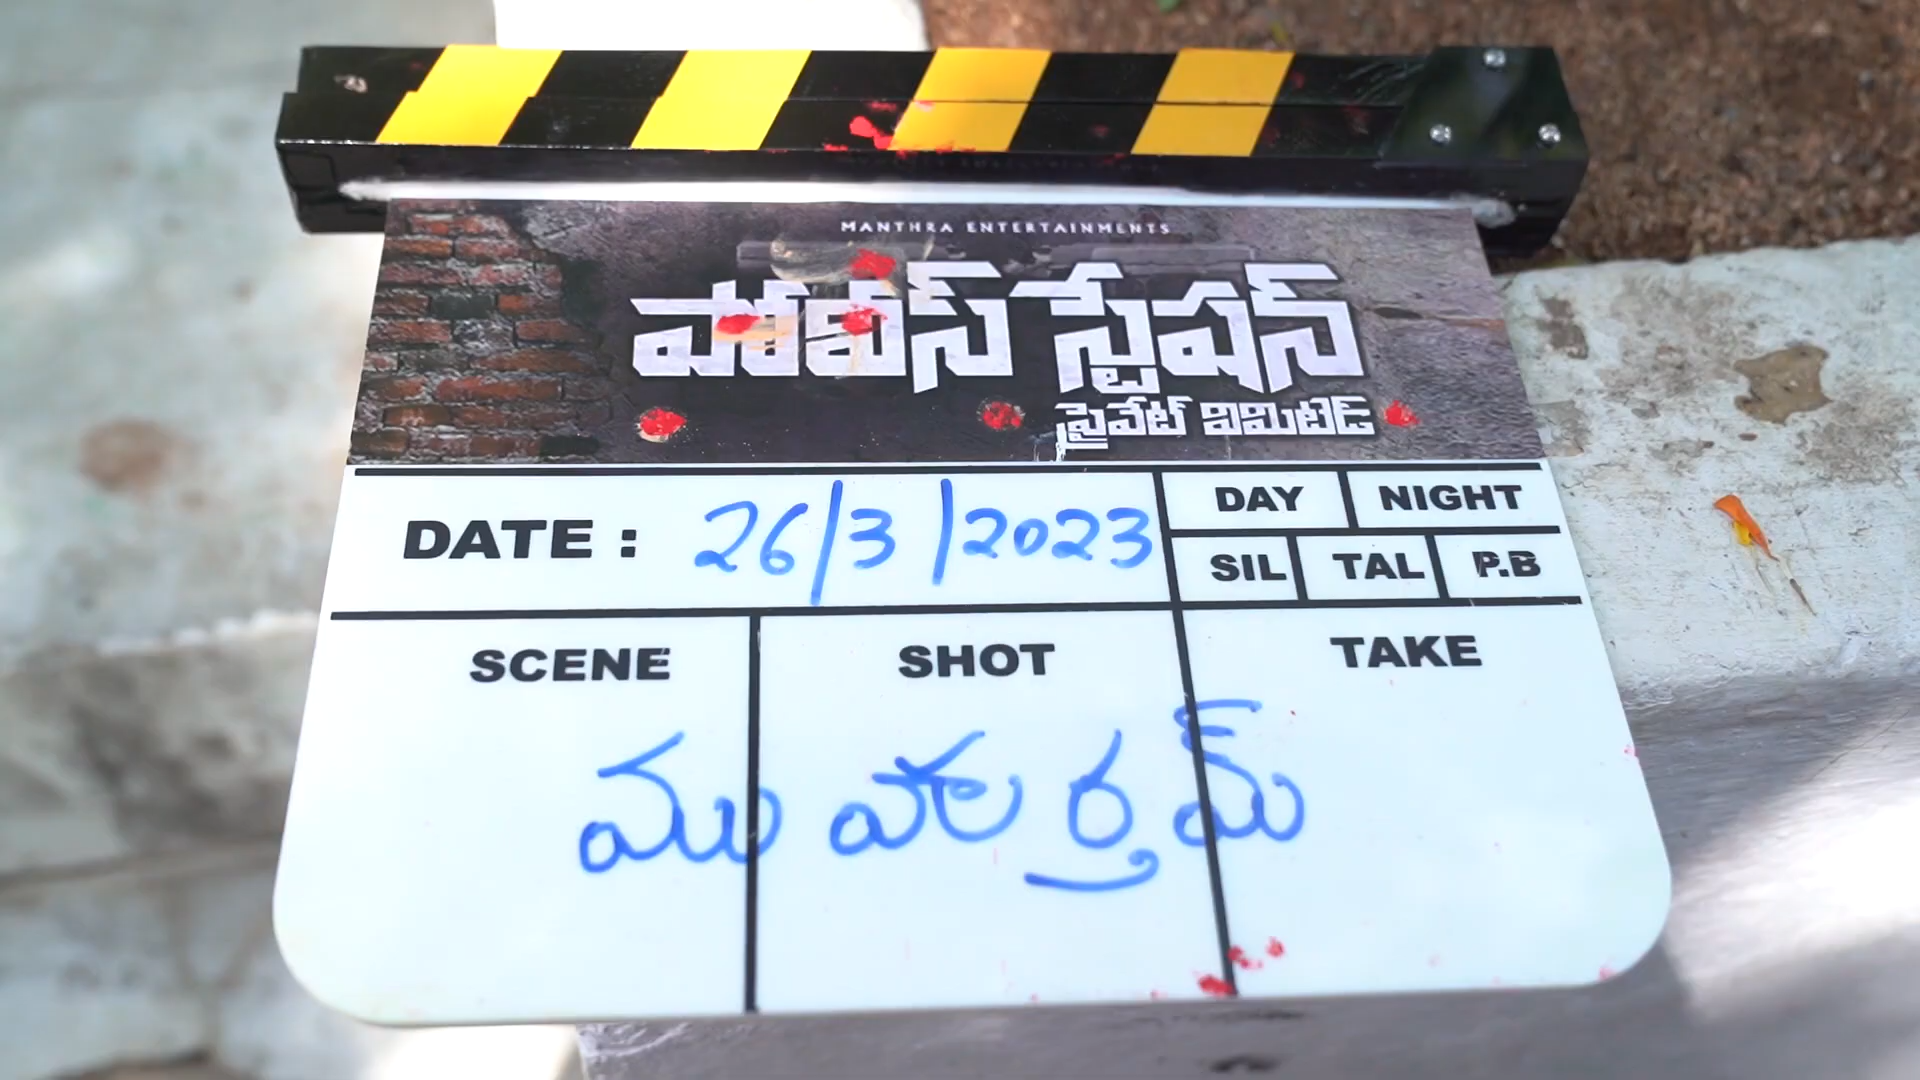 MANTHRA ENTERTAINMENTS
పోలీస్ స్టేషన్
ప్రైవేట్ లిమిటెడ్
DATE : 26/3/2023
DAY NIGHT
SIL TAL P.B
SCENE SHOT TAKE
ముహుర్తమ్